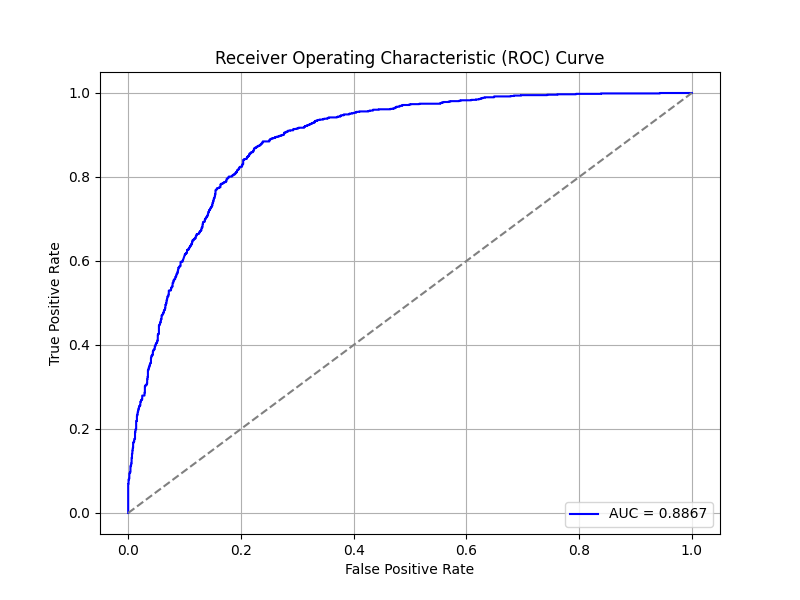 Receiver Operating Characteristic (ROC) Curve
1.0
0.8
0.6
0.4
0.2
0.0
True Positive Rate
AUC = 0.8867
0.0 0.2 0.4 0.6 0.8 1.0
False Positive Rate